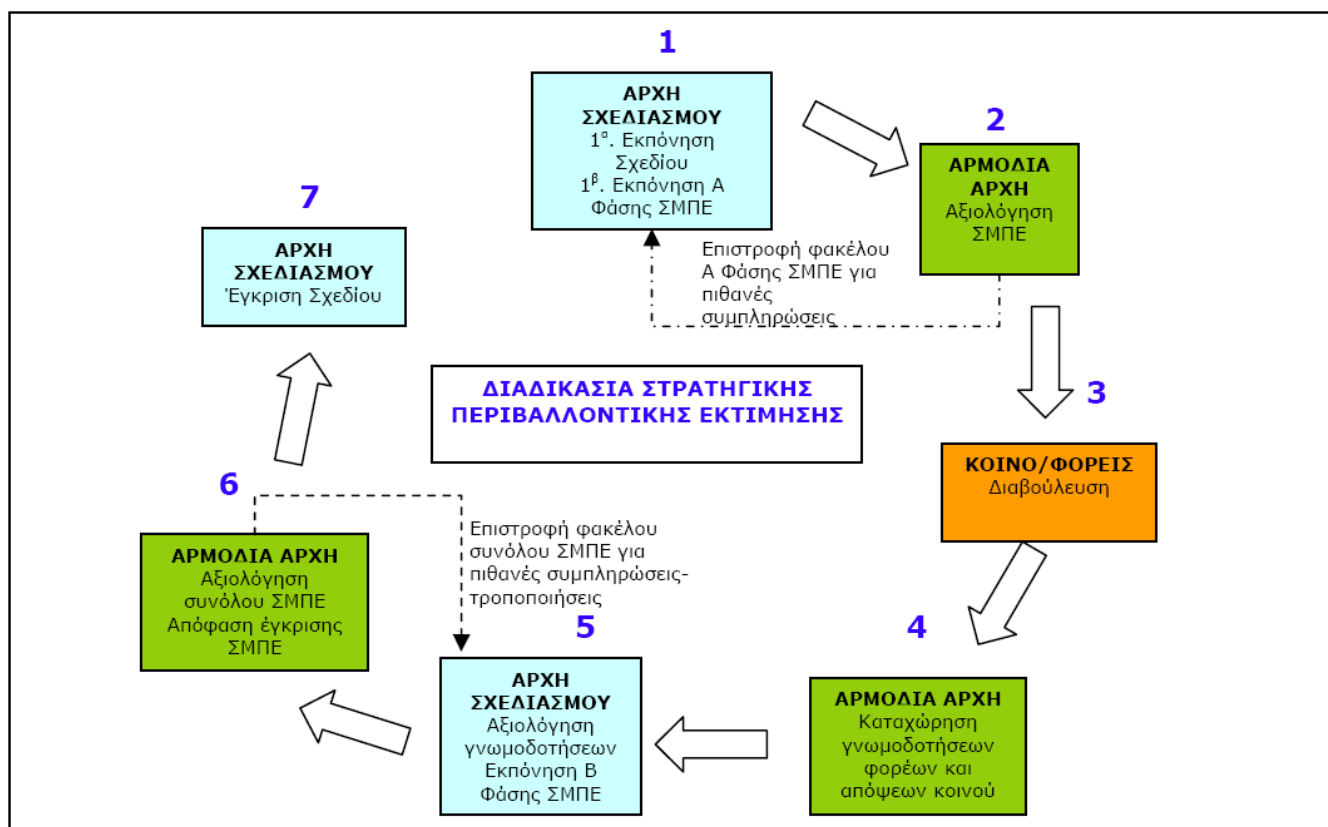 1
ΑΡΧΗ
ΣΧΕΔΙΑΣΜΟΥ
1α. Εκπόνηση
Σχεδίου
1β. Εκπόνηση Α
Φάσης ΣΜΠΕ
2
ΑΡΜΟΔΙΑ
ΑΡΧΗ
Αξιολόγηση
ΣΜΠΕ
Επιστροφή φακέλου
Α Φάσης ΣΜΠΕ για
πιθανές
συμπληρώσεις
3
ΚΟΙΝΟ/ΦΟΡΕΙΣ
Διαβούλευση
4
ΑΡΜΟΔΙΑ ΑΡΧΗ
Καταχώρηση
γνωμοδοτήσεων
φορέων και
απόψεων κοινού
5
ΑΡΧΗ
ΣΧΕΔΙΑΣΜΟΥ
Αξιολόγηση
γνωμοδοτήσεων
Εκπόνηση Β
Φάσης ΣΜΠΕ
Επιστροφή φακέλου
συνόλου ΣΜΠΕ για
πιθανές συμπληρώσεις-
τροποποιήσεις
6
ΑΡΜΟΔΙΑ ΑΡΧΗ
Αξιολόγηση
συνόλου ΣΜΠΕ
Απόφαση έγκρισης
ΣΜΠΕ
7
ΑΡΧΗ
ΣΧΕΔΙΑΣΜΟΥ
Έγκριση Σχεδίου
ΔΙΑΔΙΚΑΣΙΑ ΣΤΡΑΤΗΓΙΚΗΣ
ΠΕΡΙΒΑΛΛΟΝΤΙΚΗΣ ΕΚΤΙΜΗΣΗΣ